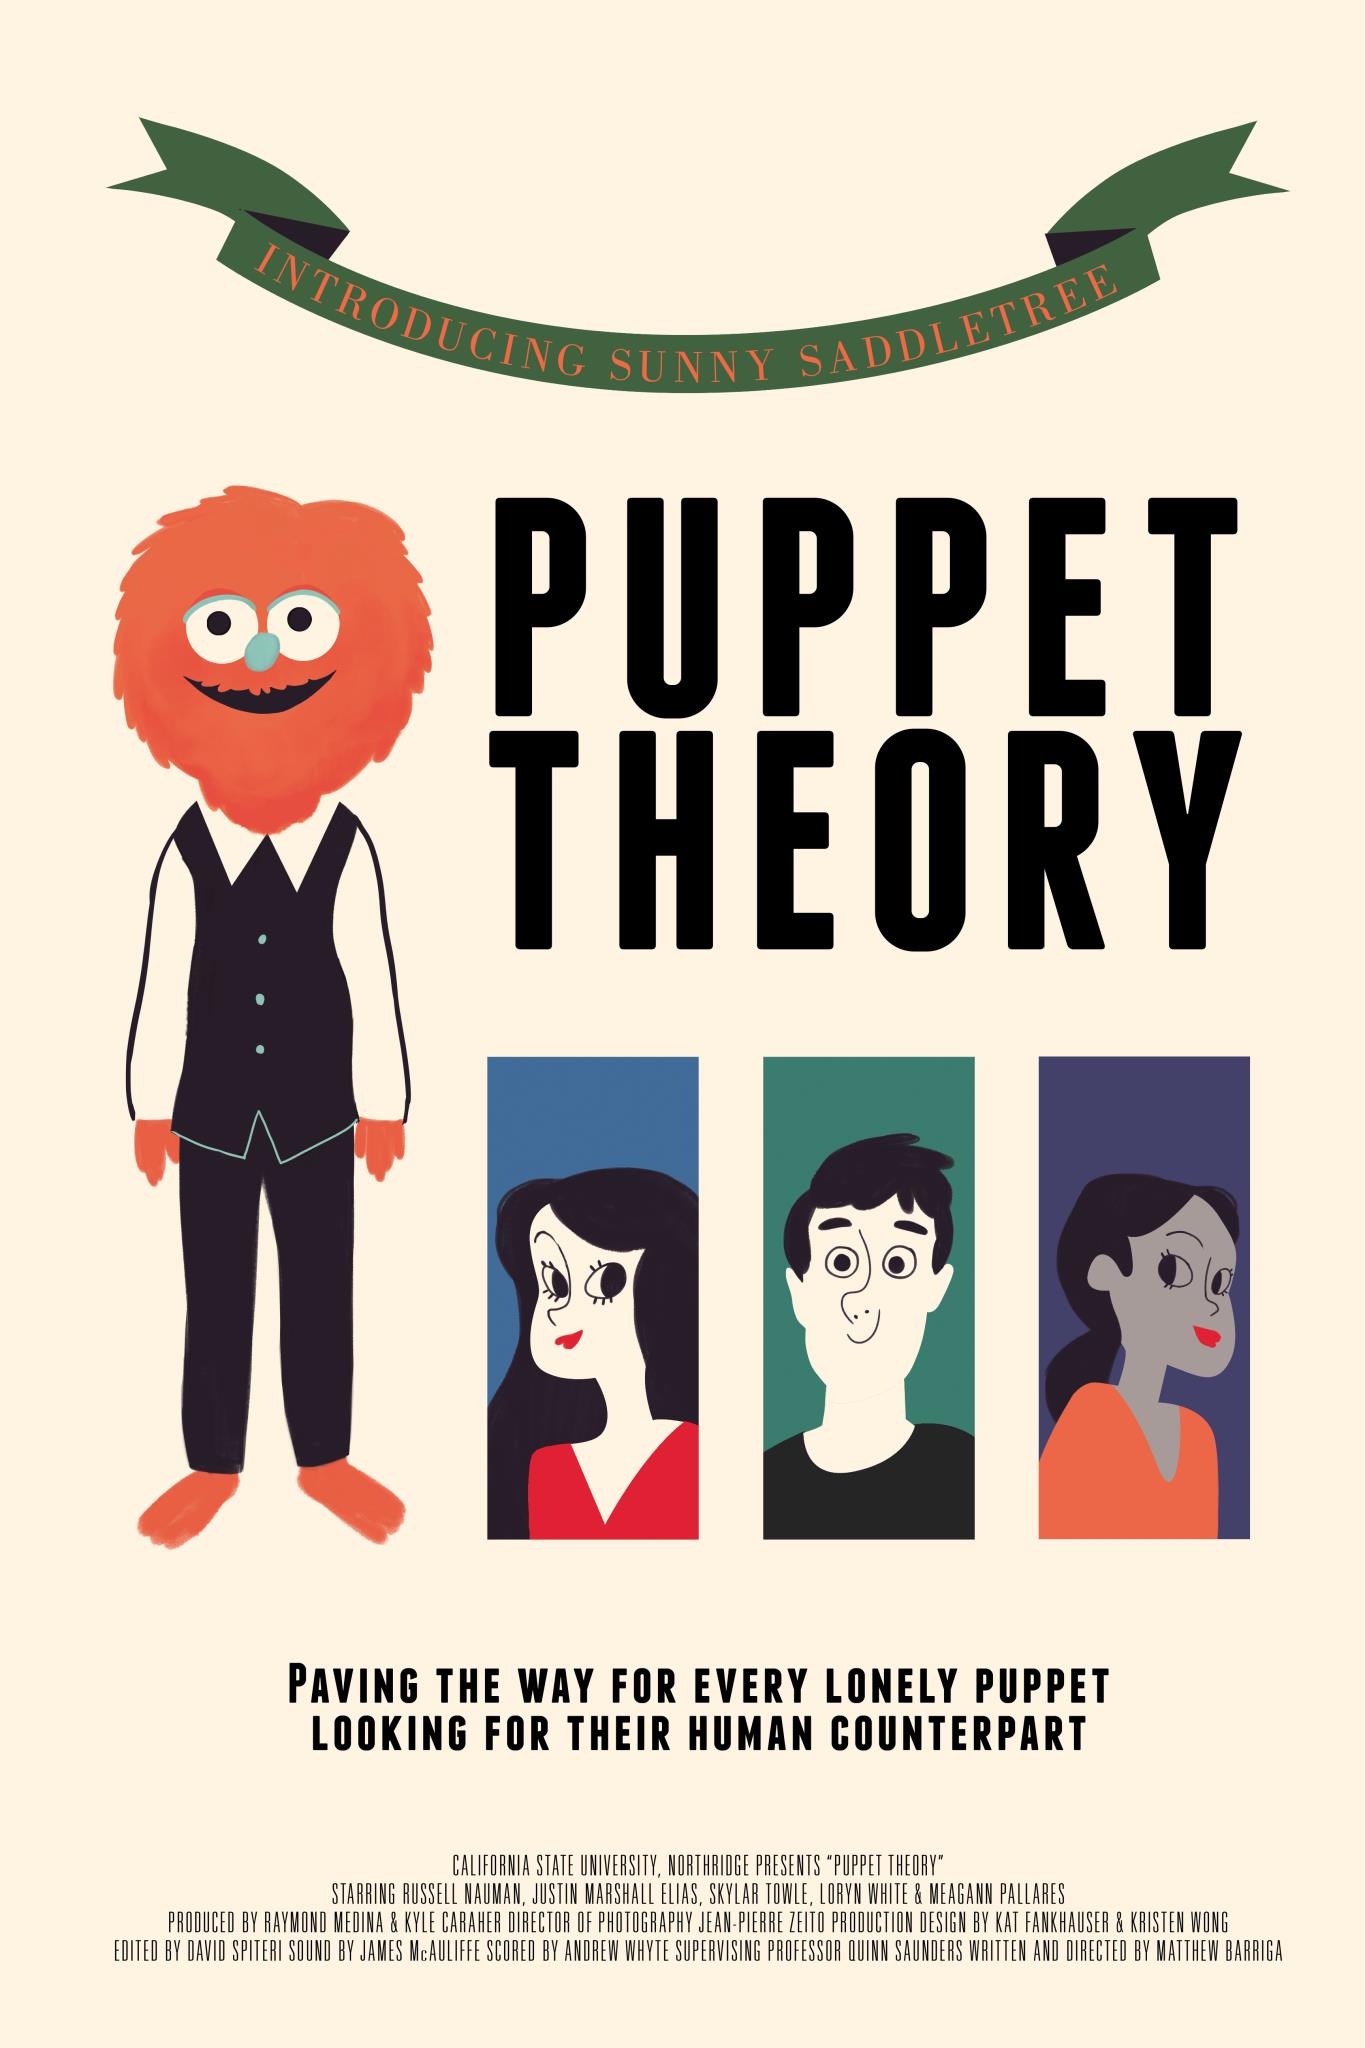 INTRODUCING SUNNY SADDLETREE
PUPPET
THEORY
PAVING THE WAY FOR EVERY LONELY PUPPET
LOOKING FOR THEIR HUMAN COUNTERPART
CALIFORNIA STATE UNIVERSITY, NORTHRIDGE PRESENTS "PUPPET THEORY"
STARRING RUSSELL NAUMAN, JUSTIN MARSHALL ELIAS, SKYLAR TOWLE, LORYN WHITE & MEAGANN PALLARES
PRODUCED BY RAYMOND MEDINA & KYLE CARAHER DIRECTOR OF PHOTOGRAPHY JEAN-PIERRE ZEITO PRODUCTION DESIGN BY KAT FANKHAUSER & KRISTEN WONG
EDITED BY DAVID SPITERI SOUND BY JAMES McAULIFFE SCORED BY ANDREW WHYTE SUPERVISING PROFESSOR QUINN SAUNDERS WRITTEN AND DIRECTED BY MATTHEW BARRIGA